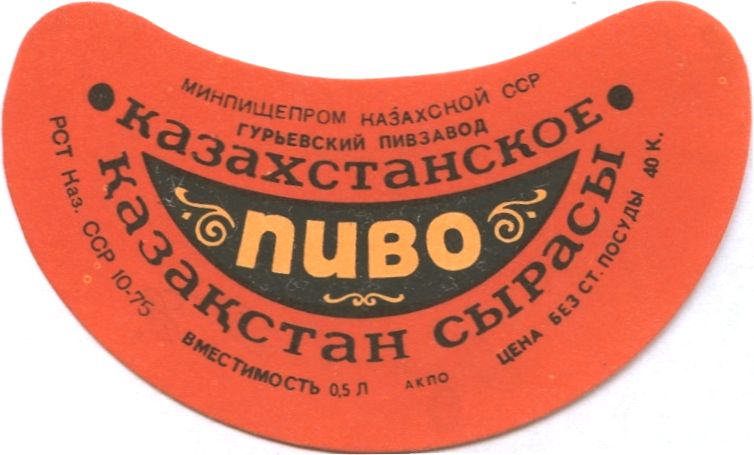 МИНПИЩЕПРОМ КАЗАХСКОЙ ССР
ГУРЬЕВСКИЙ ПИВЗАВОД
• Казахстанское •
пиво
Қазақстан сырасы
РСТ Каз. ССР 10-75
ВМЕСТИМОСТЬ 0,5 Л
АКПО
ЦЕНА БЕЗ СТ. ПОСУДЫ 40 К.